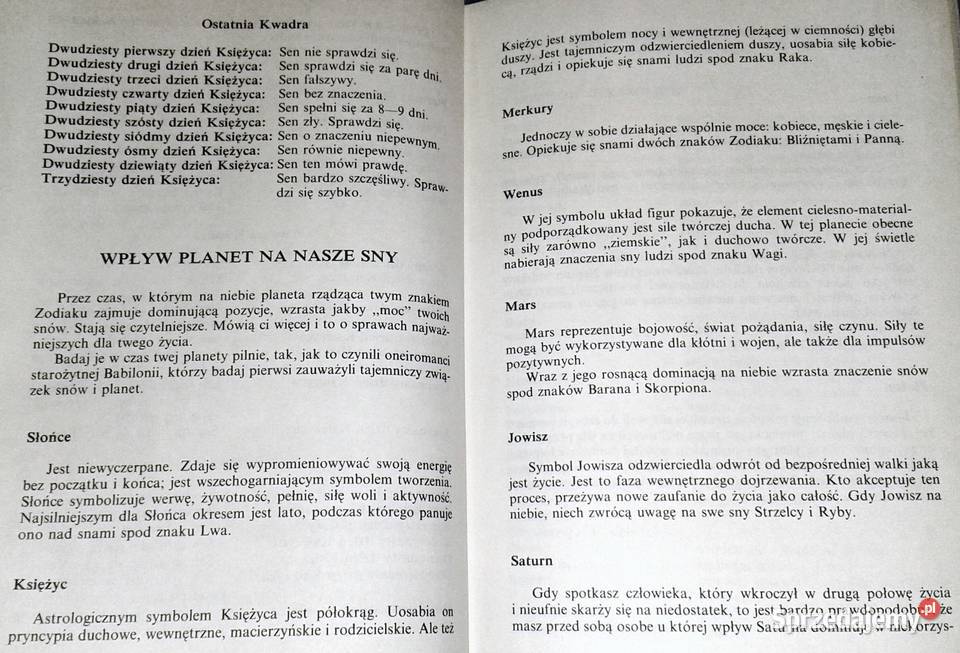 Ostatnia Kwadra
Dwudziesty pierwszy dzień Księżyca: Sen nie sprawdzi się.
Dwudziesty drugi dzień Księżyca: Sen sprawdzi się za parę dni.
Dwudziesty trzeci dzień Księżyca: Sen fałszywy.
Dwudziesty czwarty dzień Księżyca: Sen bez znaczenia.
Dwudziesty piąty dzień Księżyca: Sen spełni się za 8—9 dni.
Dwudziesty szósty dzień Księżyca: Sen zły. Sprawdzi się.
Dwudziesty siódmy dzień Księżyca: Sen o znaczeniu niepewnym.
Dwudziesty ósmy dzień Księżyca: Sen równie niepewny.
Dwudziesty dziewiąty dzień Księżyca: Sen ten mówi prawdę.
Trzydziesty dzień Księżyca: Sen bardzo szczęśliwy. Spraw-
dzi się szybko.
WPŁYW PLANET NA NASZE SNY
Przez czas, w którym na niebie planeta rządząca twym znakiem
Zodiaku zajmuje dominującą pozycje, wzrasta jakby „moc" twoich
snów. Stają się czytelniejsze. Mówią ci więcej i to o sprawach najważ-
niejszych dla twego życia.
Badaj je w czas twej planety pilnie, tak, jak to czynili oneiromanci
starożytnej Babilonii, którzy badaj pierwsi zauważyli tajemniczy zwią-
zek snów i planet.
Słońce
Jest niewyczerpane. Zdaje się wypromieniowywać swoją energię
bez początku i końca; jest wszechogarniającym symbolem tworzenia.
Słońce symbolizuje werwę, żywotność, pełnię, siłę woli i aktywność.
Najsilniejszym dla Słońca okresem jest lato, podczas którego panuje
ono nad snami spod znaku Lwa.
Księżyc
Astrologicznym symbolem Księżyca jest półokrąg. Uosabia on
pryncypia duchowe, wewnętrzne, macierzyńskie i rodzicielskie. Ale też
Księżyc jest symbolem nocy i wewnętrznej (leżącej w ciemności) głębi
duszy. Jest tajemniczym odzwierciedleniem duszy, uosabia siłę kobie-
cą, rządzi i opiekuje się snami ludzi spod znaku Raka.
Merkury
Jednoczy w sobie działające wspólnie moce: kobiece, męskie i ciele-
sne. Opiekuje się snami dwóch znaków Zodiaku: Bliźniętami i Panną.
Wenus
W jej symbolu układ figur pokazuje, że element cielesno-material-
ny podporządkowany jest sile twórczej ducha. W tej planecie obecne
są siły zarówno „ziemskie", jak i duchowo twórcze. W jej świetle
nabierają znaczenia sny ludzi spod znaku Wagi.
Mars
Mars reprezentuje bojowość, świat pożądania, siłę czynu. Siły te
mogą być wykorzystywane dla kłótni i wojen, ale także dla impulsów
pozytywnych.
Wraz z jego rosnącą dominacją na niebie wzrasta znaczenie snów
spod znaków Barana i Skorpiona.
Jowisz
Symbol Jowisza odzwierciedla odwrót od bezpośredniej walki jaką
jest życie. Jest to faza wewnętrznego dojrzewania. Kto akceptuje ten
proces, przeżywa nowe zaufanie do życia jako całość. Gdy Jowisz na
niebie, niech zwrócą uwagę na swe sny Strzelcy i Ryby.
Saturn
Gdy spotkasz człowieka, który wkroczył w drugą połowę życia
i nieufnie skarży się na niedostatek, to jest bardzo prawdopodobne że
masz przed sobą osobe u której wpływ Saturna dominuje w niekorzys-
Sprzedajemy.pl